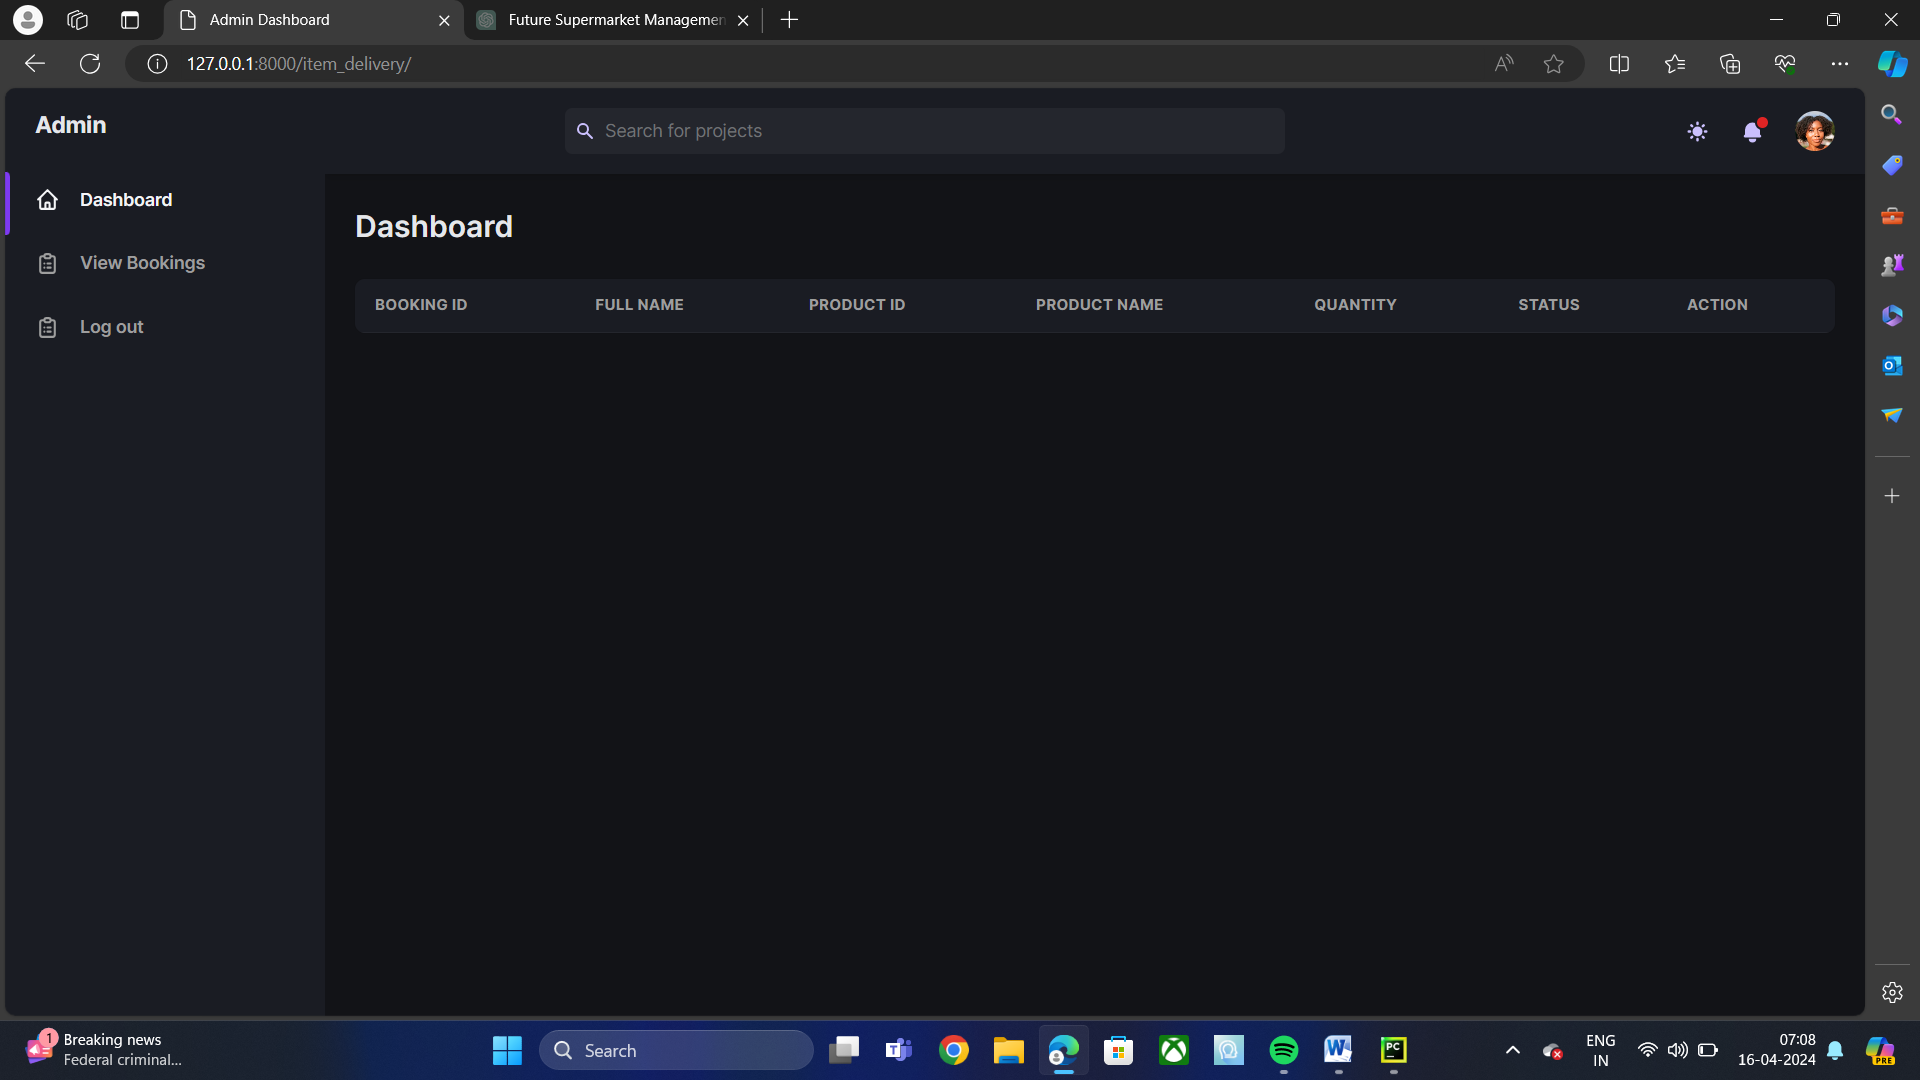 Admin Dashboard
Future Supermarket Managemen
127.0.0.1:8000/item_delivery/
Admin
Search for projects
Dashboard
View Bookings
Log out
Dashboard
BOOKING ID FULL NAME PRODUCT ID PRODUCT NAME QUANTITY STATUS ACTION
1
Breaking news
Federal criminal...
Search
ENG
IN
07:08
16-04-2024
PC
PRE